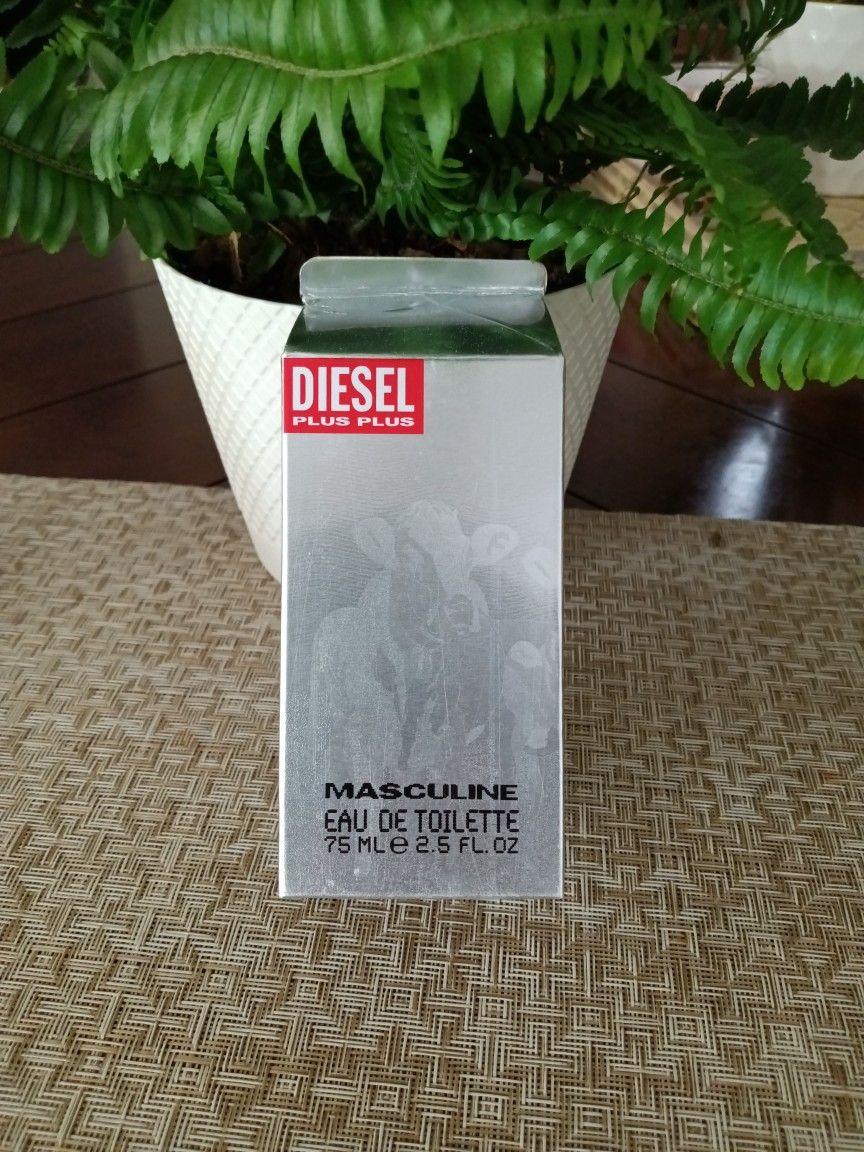 DIESEL
PLUS PLUS
MASCULINE
EAU DE TOILETTE
75 ML ℮ 2.5 FL. OZ